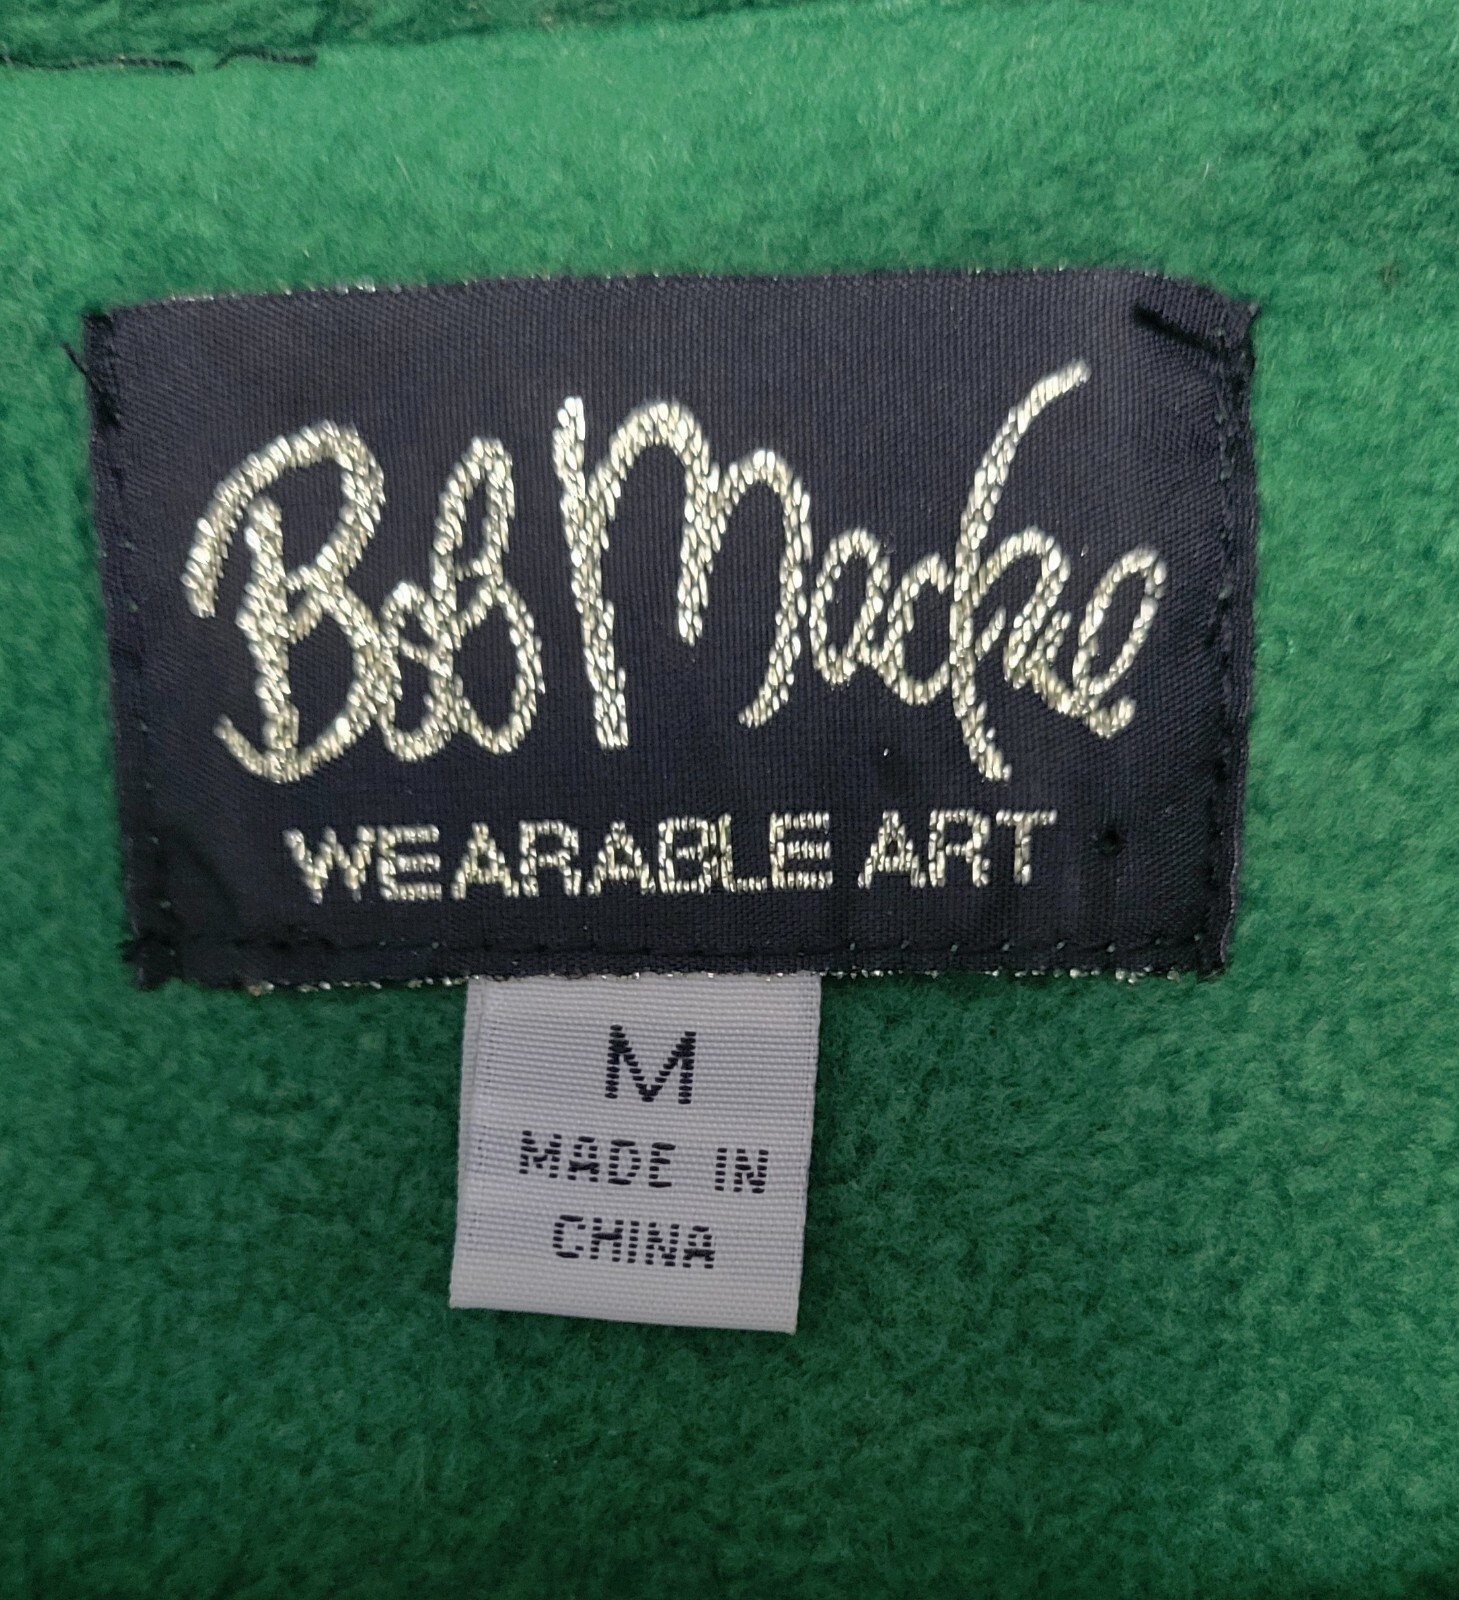 Bob Mackie
WEARABLE ART
M
MADE IN
CHINA